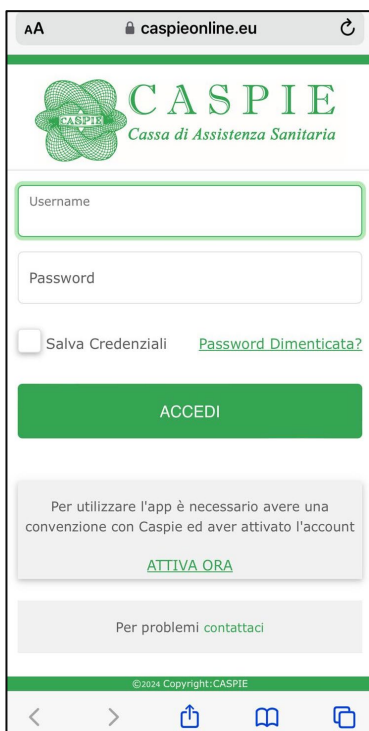 AA caspieonline.eu
CASPIE
CASPIE
Cassa di Assistenza Sanitaria
Username
Password
Salva Credenziali Password Dimenticata?
ACCEDI
Per utilizzare l'app è necessario avere una
convenzione con Caspie ed aver attivato l'account
ATTIVA ORA
Per problemi contattaci
©2024 Copyright:CASPIE